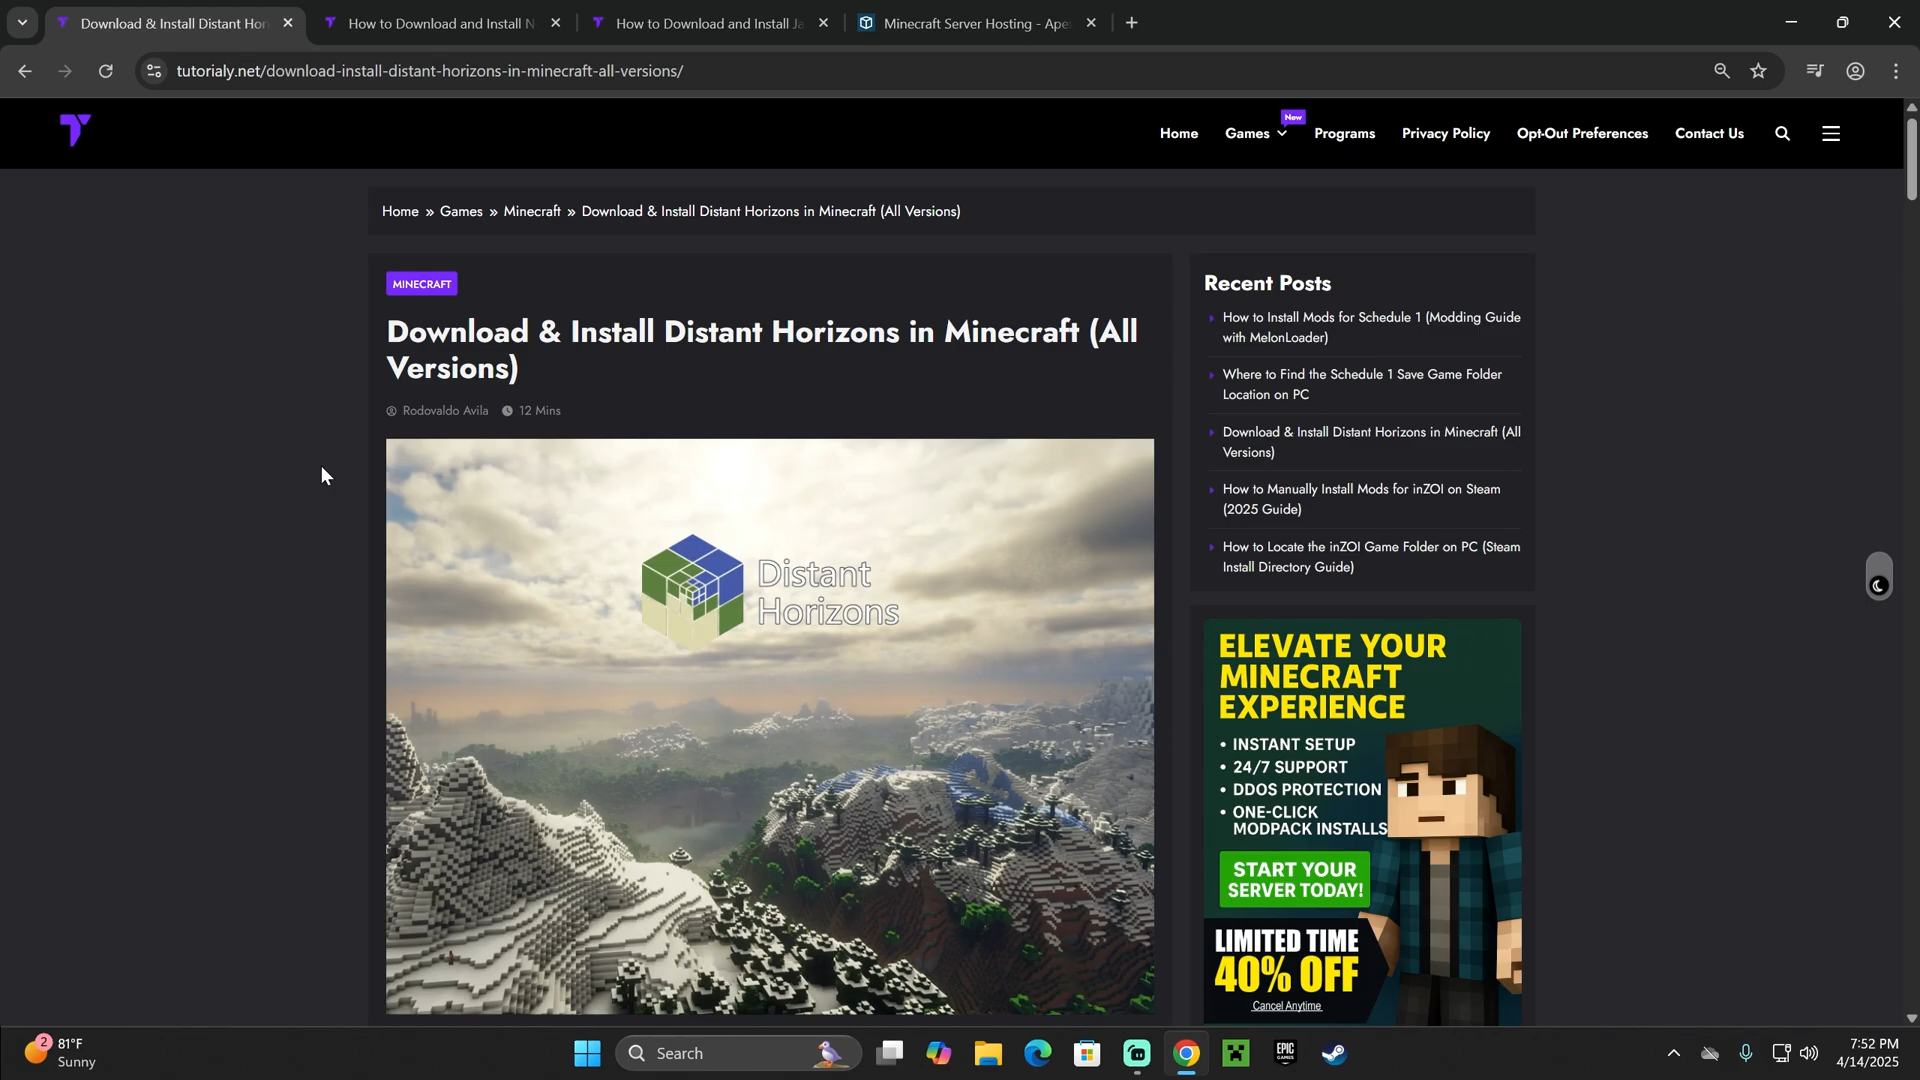 Download & Install Distant Hor
How to Download and Install N
How to Download and Install Ja
Minecraft Server Hosting - Ape
tutorialy.net/download-install-distant-horizons-in-minecraft-all-versions/
New
Home
Games
Programs
Privacy Policy
Opt-Out Preferences
Contact Us
Home » Games » Minecraft » Download & Install Distant Horizons in Minecraft (All Versions)
MINECRAFT
Download & Install Distant Horizons in Minecraft (All
Versions)
Rodovaldo Avila
12 Mins
Distant
Horizons
Recent Posts
How to Install Mods for Schedule 1 (Modding Guide
with MelonLoader)
Where to Find the Schedule 1 Save Game Folder
Location on PC
Download & Install Distant Horizons in Minecraft (All
Versions)
How to Manually Install Mods for inZOI on Steam
(2025 Guide)
How to Locate the inZOI Game Folder on PC (Steam
Install Directory Guide)
ELEVATE YOUR
MINECRAFT
EXPERIENCE
• INSTANT SETUP
• 24/7 SUPPORT
• DDOS PROTECTION
• ONE-CLICK
MODPACK INSTALLS
START YOUR
SERVER TODAY!
LIMITED TIME
40% OFF
Cancel Anytime
2
81°F
Sunny
Search
EPIC
GAMES
7:52 PM
4/14/2025